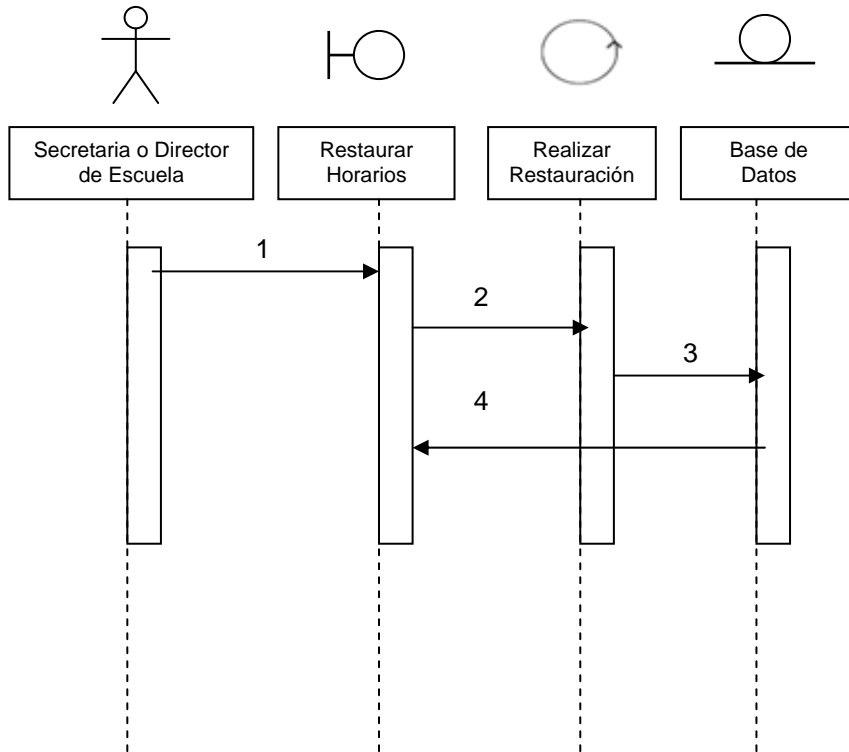 Secretaria o Director
de Escuela
Restaurar
Horarios
Realizar
Restauración
Base de
Datos
1
2
3
4